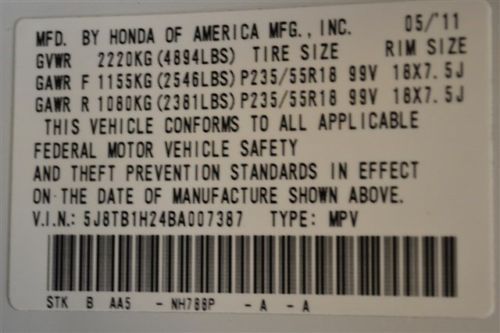 MFD. BY HONDA OF AMERICA MFG., INC. 05/'11
GVWR 2220KG(4894LBS) TIRE SIZE RIM SIZE
GAWR F 1155KG(2546LBS)P235/55R18 99V 18X7.5J
GAWR R 1080KG(2381LBS)P235/55R18 99V 18X7.5J
THIS VEHICLE CONFORMS TO ALL APPLICABLE
FEDERAL MOTOR VEHICLE SAFETY
AND THEFT PREVENTION STANDARDS IN EFFECT
ON THE DATE OF MANUFACTURE SHOWN ABOVE.
V.I.N.: 5J8TB1H24BA007387 TYPE: MPV
STK B AA5 - NH788P - A - A